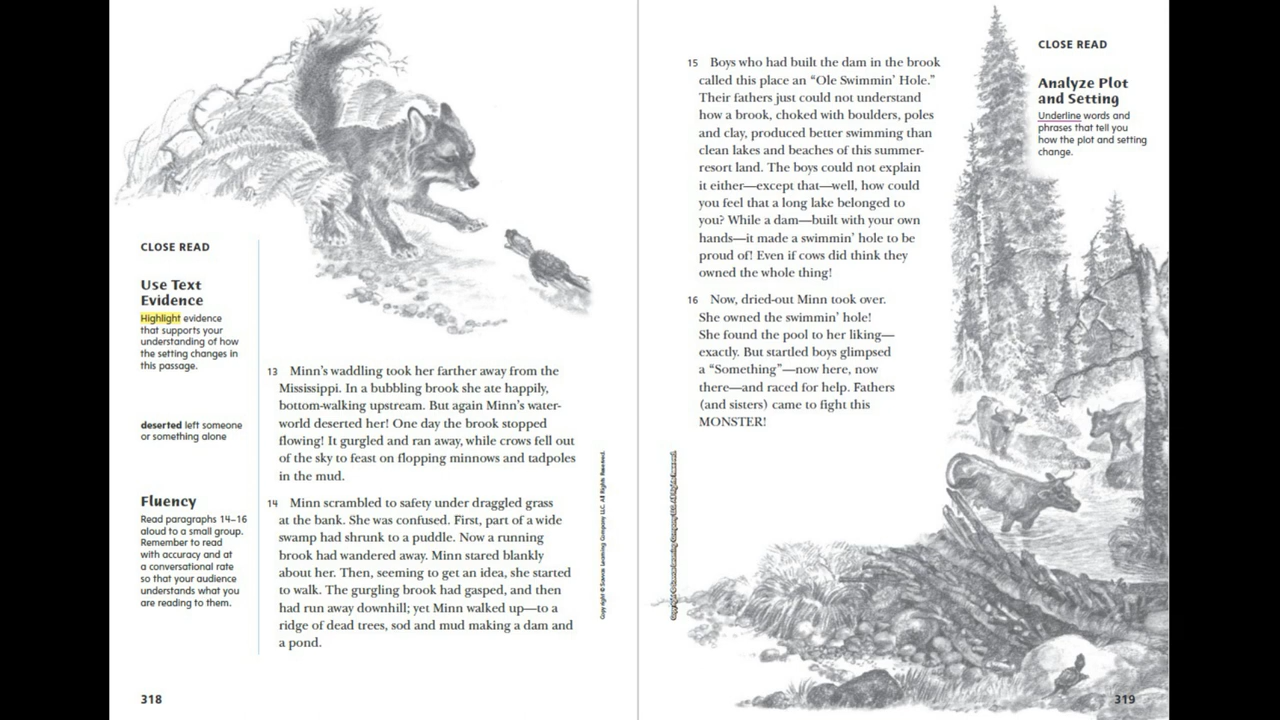 CLOSE READ
Use Text
Evidence
Highlight evidence
that supports your
understanding of how
the setting changes in
this passage.
deserted left someone
or something alone
Fluency
Read paragraphs 14–16
aloud to a small group.
Remember to read
with accuracy and at
a conversational rate
so that your audience
understands what you
are reading to them.
13 Minn’s waddling took her farther away from the
Mississippi. In a bubbling brook she ate happily,
bottom-walking upstream. But again Minn’s water-
world deserted her! One day the brook stopped
flowing! It gurgled and ran away, while crows fell out
of the sky to feast on flopping minnows and tadpoles
in the mud.
14 Minn scrambled to safety under draggled grass
at the bank. She was confused. First, part of a wide
swamp had shrunk to a puddle. Now a running
brook had wandered away. Minn stared blankly
about her. Then, seeming to get an idea, she started
to walk. The gurgling brook had gasped, and then
had run away downhill; yet Minn walked up—to a
ridge of dead trees, sod and mud making a dam and
a pond.
Copyright © Savvas Learning Company LLC. All Rights Reserved.
318
15 Boys who had built the dam in the brook
called this place an “Ole Swimmin’ Hole.”
Their fathers just could not understand
how a brook, choked with boulders, poles
and clay, produced better swimming than
clean lakes and beaches of this summer-
resort land. The boys could not explain
it either—except that—well, how could
you feel that a long lake belonged to
you? While a dam—built with your own
hands—it made a swimmin’ hole to be
proud of! Even if cows did think they
owned the whole thing!
16 Now, dried-out Minn took over.
She owned the swimmin’ hole!
She found the pool to her liking—
exactly. But startled boys glimpsed
a “Something”—now here, now
there—and raced for help. Fathers
(and sisters) came to fight this
MONSTER!
Copyright © Savvas Learning Company LLC. All Rights Reserved.
CLOSE READ
Analyze Plot
and Setting
Underline words and
phrases that tell you
how the plot and setting
change.
319